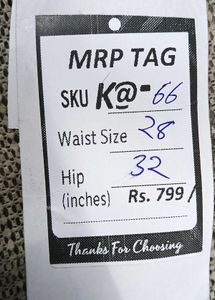 MRP TAG
SKU K@-66
Waist Size 28
Hip 32
(inches) Rs. 799/
Thanks For Choosing